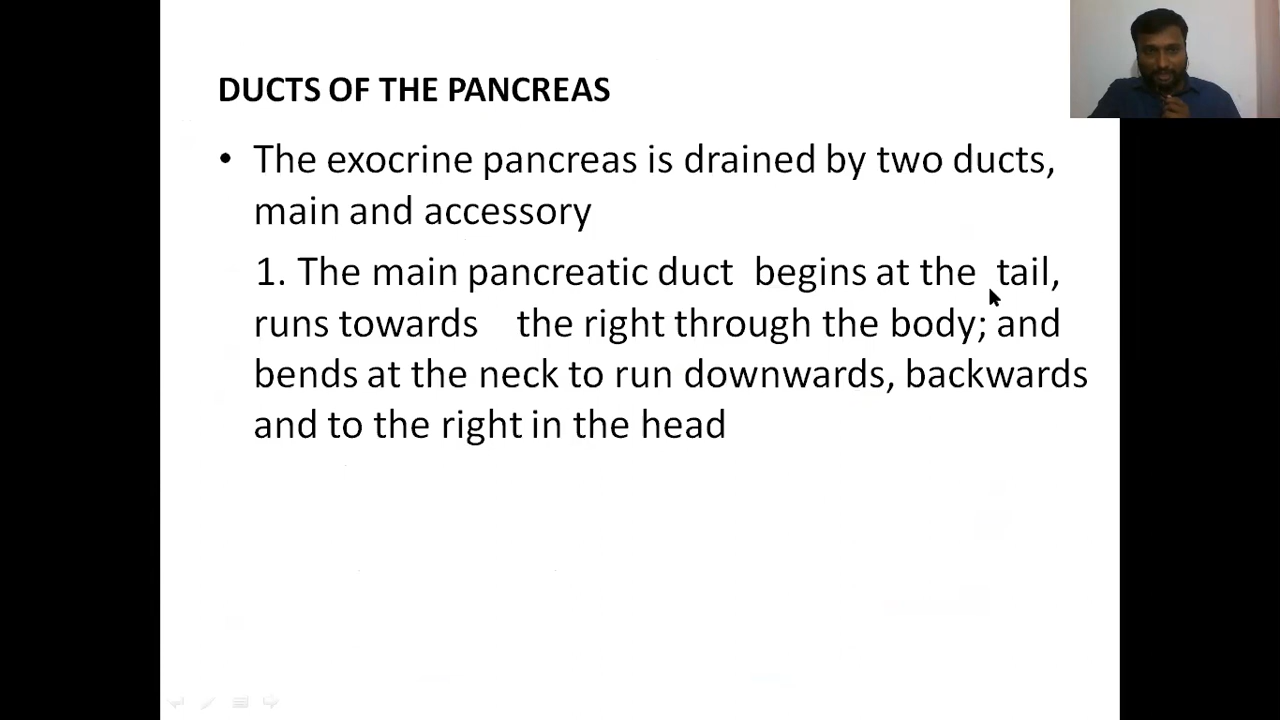 DUCTS OF THE PANCREAS
• The exocrine pancreas is drained by two ducts,
main and accessory
1. The main pancreatic duct begins at the tail,
runs towards the right through the body; and
bends at the neck to run downwards, backwards
and to the right in the head